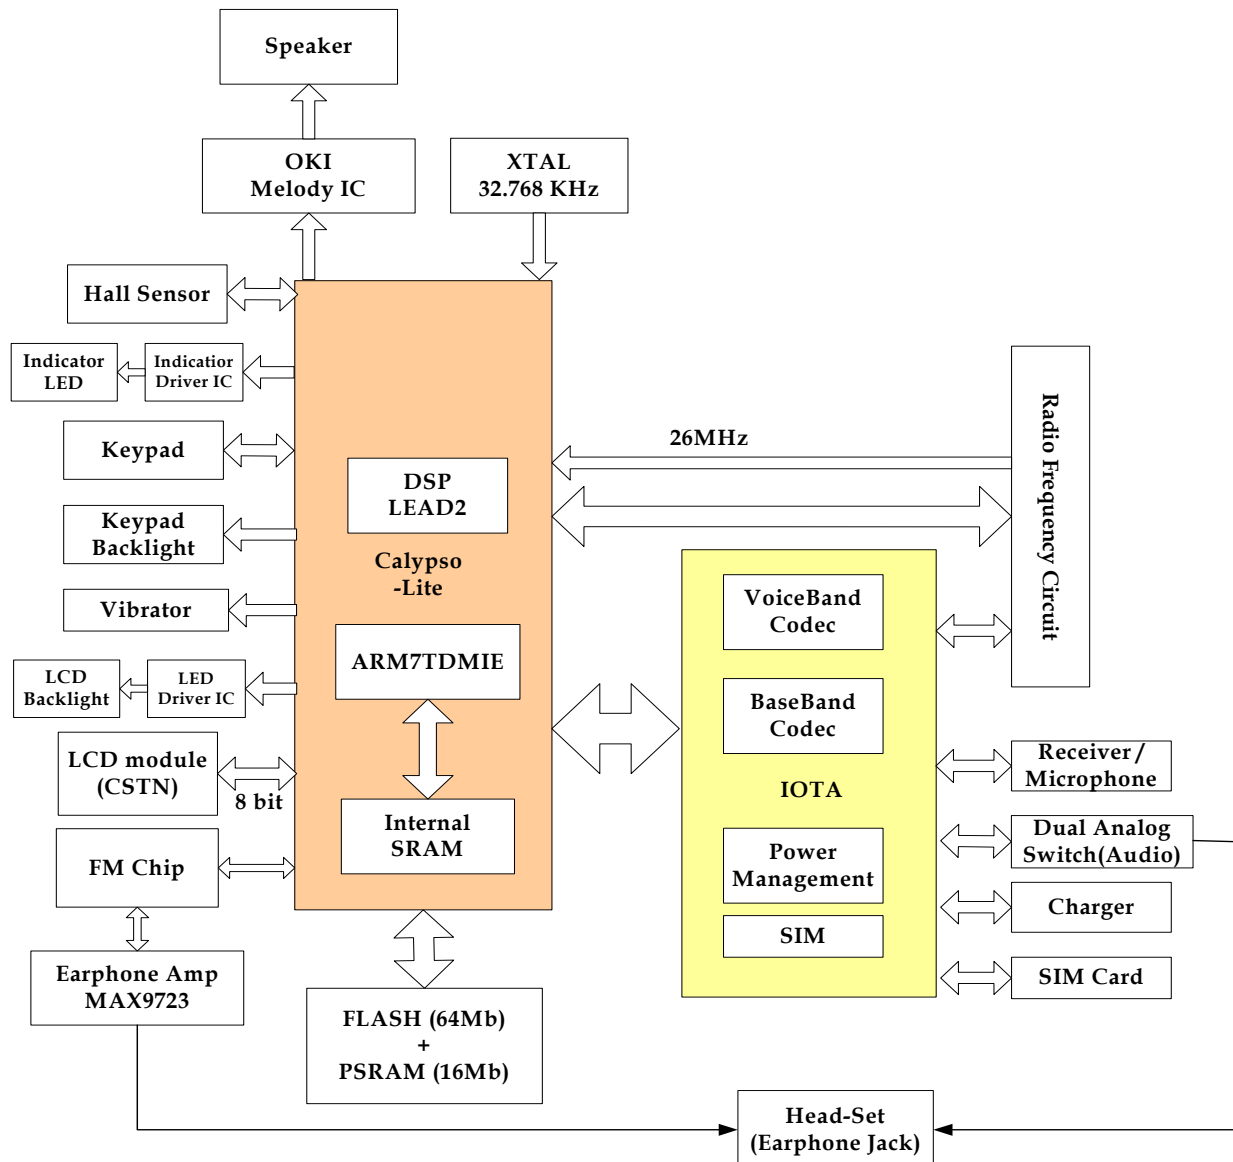 Speaker
OKI
Melody IC
XTAL
32.768 KHz
Hall Sensor
Indicator
LED
Indicatior
Driver IC
Keypad
26MHz
Radio Frequency Circuit
DSP
LEAD2
Keypad
Backlight
Calypso
-Lite
VoiceBand
Codec
Vibrator
ARM7TDMIE
LCD
Backlight
LED
Driver IC
BaseBand
Codec
LCD module
(CSTN)
8 bit
IOTA
Receiver/
Microphone
Internal
SRAM
Power
Management
Dual Analog
Switch(Audio)
FM Chip
Charger
SIM
Earphone Amp
MAX9723
SIM Card
FLASH (64Mb)
+
PSRAM (16Mb)
Head-Set
(Earphone Jack)